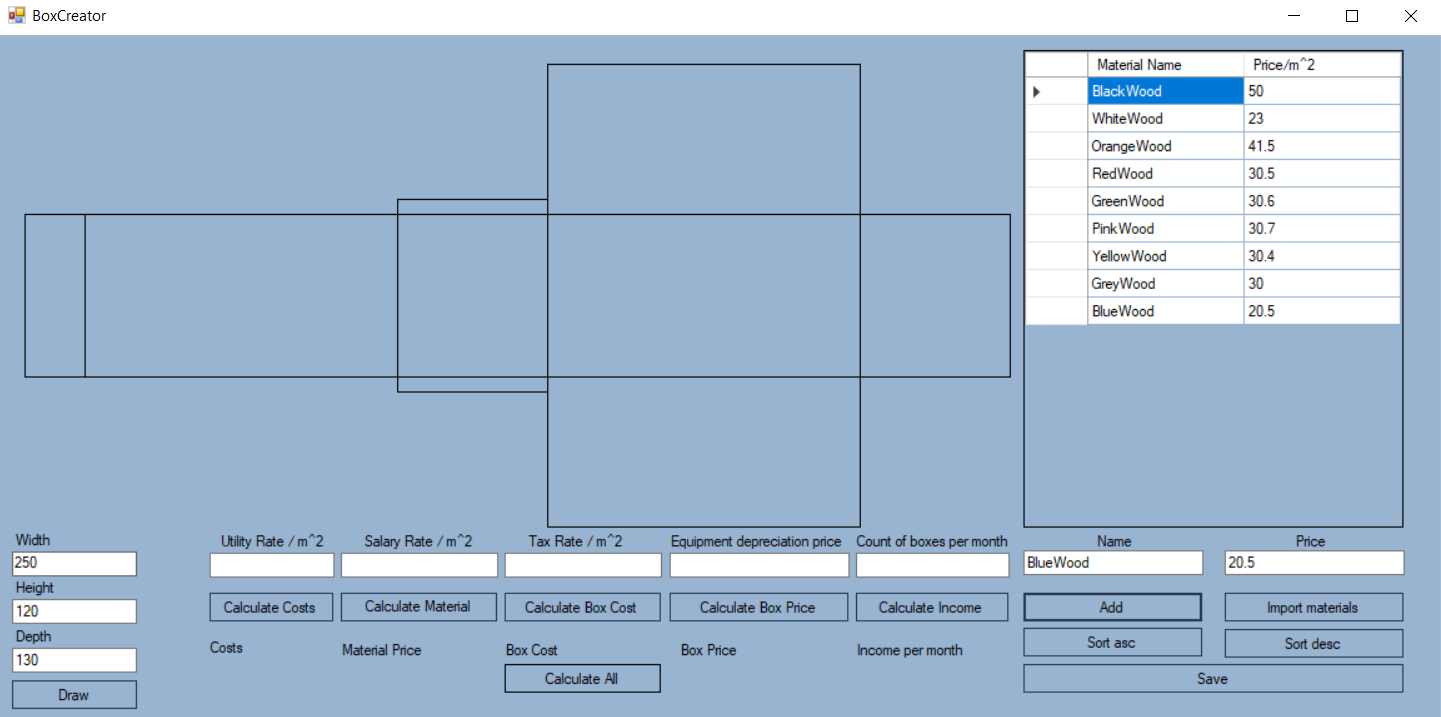 BoxCreator
Material Name Price/m^2
BlackWood 50
WhiteWood 23
OrangeWood 41.5
RedWood 30.5
GreenWood 30.6
PinkWood 30.7
YellowWood 30.4
GreyWood 30
BlueWood 20.5
Width
250
Height
120
Depth
130
Draw
Utility Rate / m^2 Salary Rate / m^2 Tax Rate / m^2 Equipment depreciation price Count of boxes per month
Calculate Costs Calculate Material Calculate Box Cost Calculate Box Price Calculate Income
Costs Material Price Box Cost Box Price Income per month
Calculate All
Name Price
BlueWood 20.5
Add Import materials
Sort asc Sort desc
Save